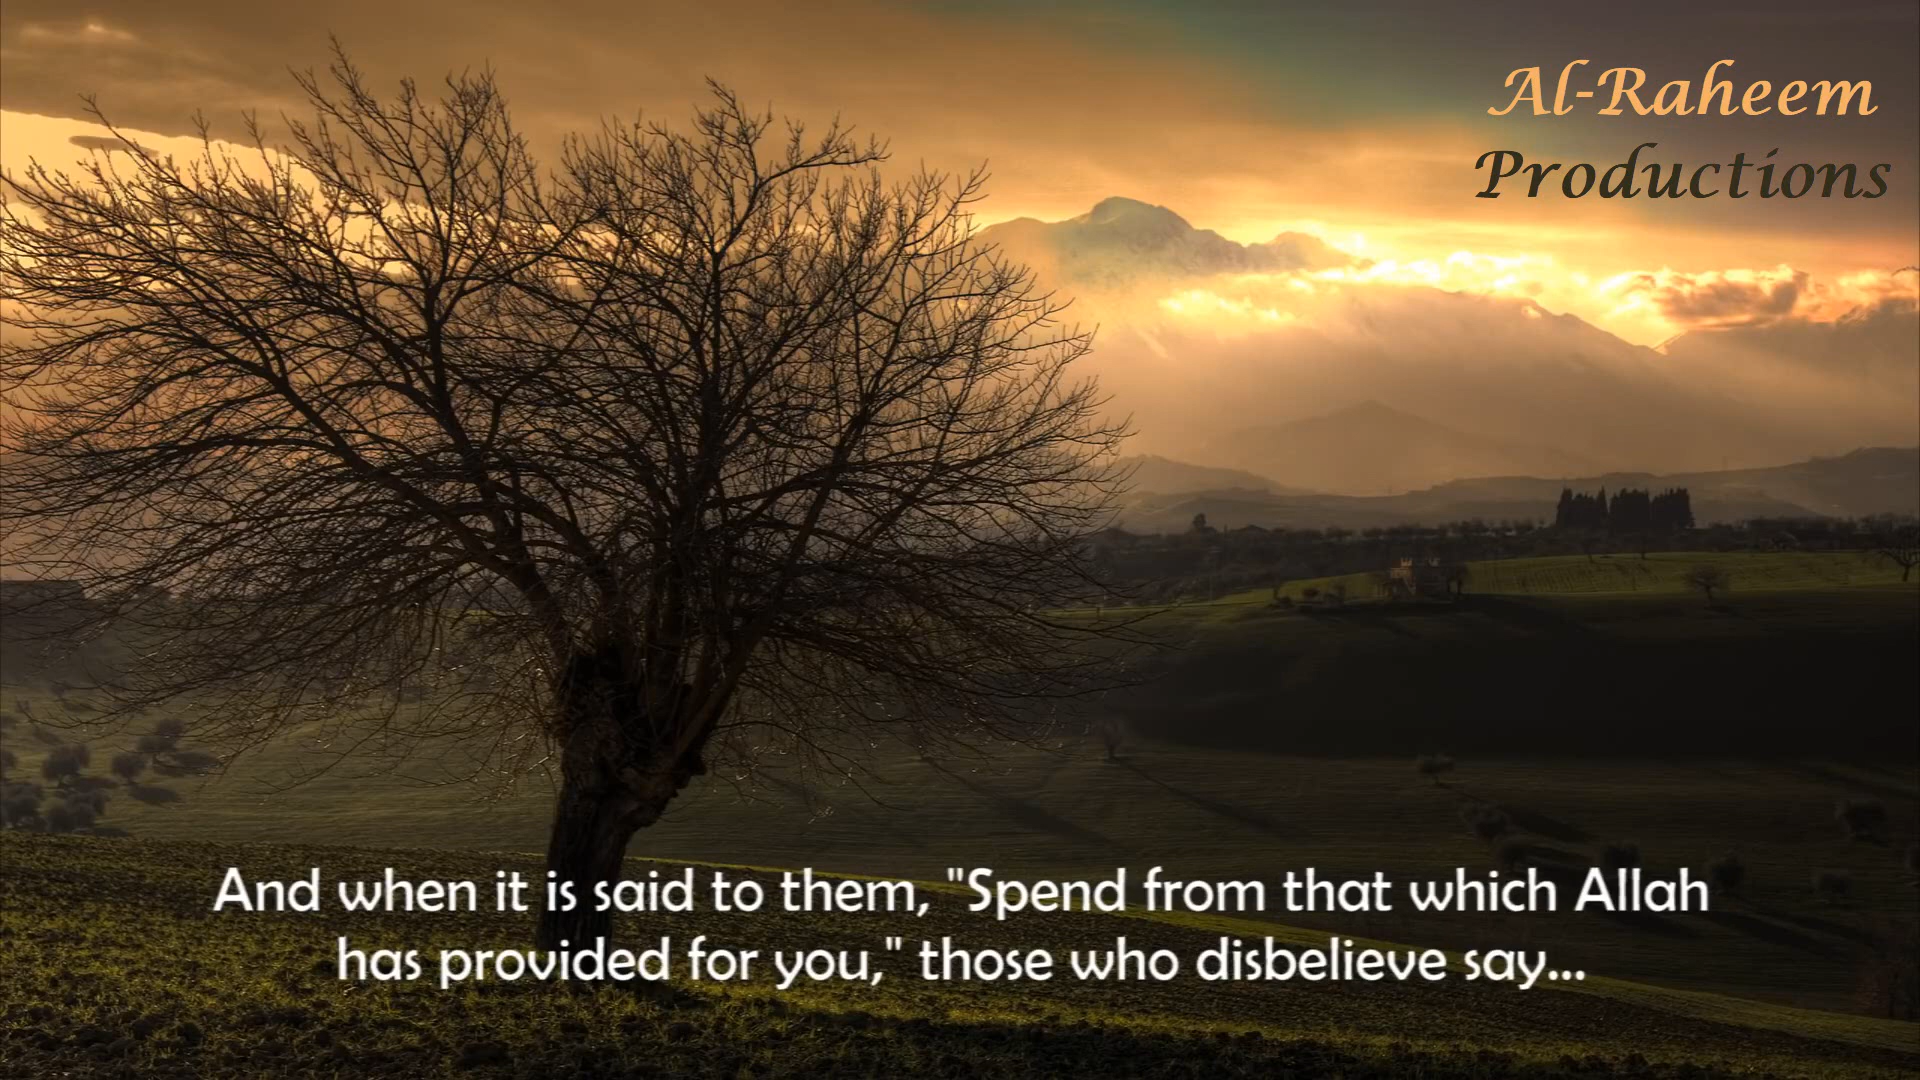 Al-Raheem
Productions
And when it is said to them, "Spend from that which Allah
has provided for you," those who disbelieve say...